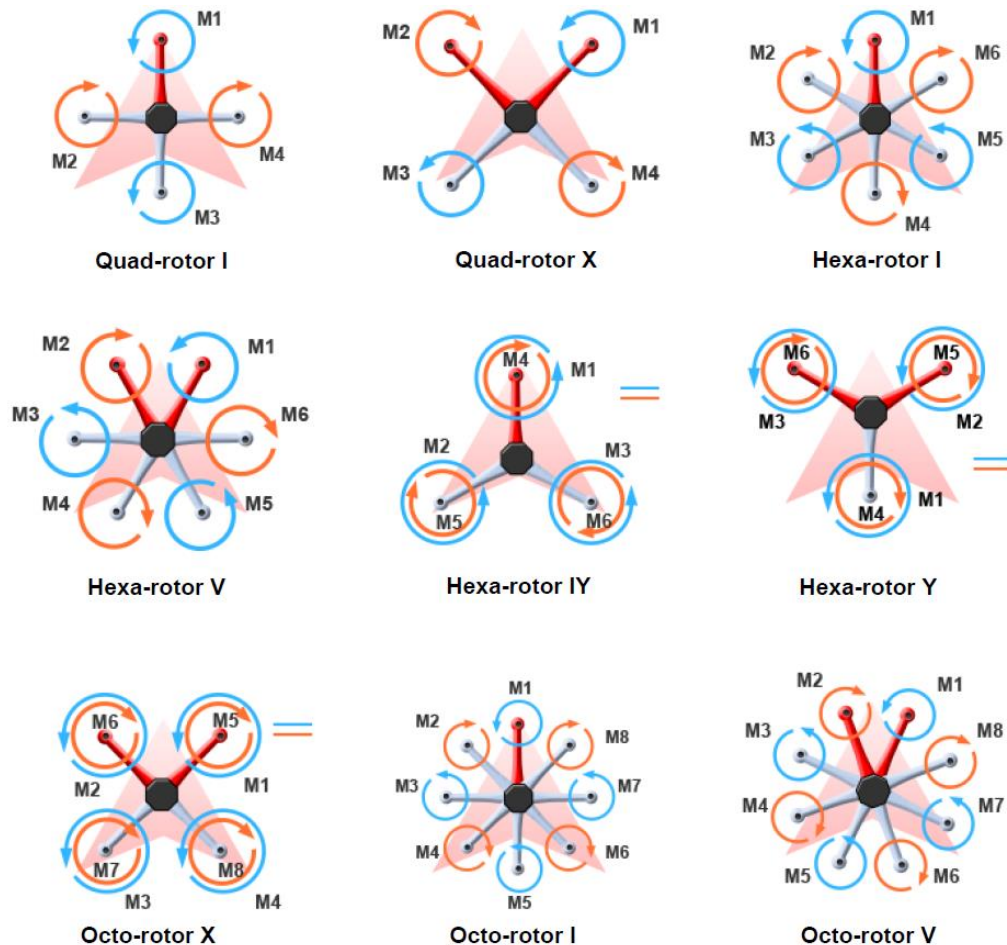 M1
M2
M4
M3
Quad-rotor I
M2
M1
M3
M4
Quad-rotor X
M1
M2
M6
M3
M5
M4
Hexa-rotor I
M2
M1
M3
M6
M4
M5
Hexa-rotor V
M4
M1
M2
M3
M5
M6
Hexa-rotor IY
M6
M5
M3
M2
M4
M1
Hexa-rotor Y
M6
M5
M2
M1
M7
M8
M3
M4
Octo-rotor X
M1
M2
M8
M3
M7
M4
M6
M5
Octo-rotor I
M2
M1
M3
M8
M4
M7
M5
M6
Octo-rotor V